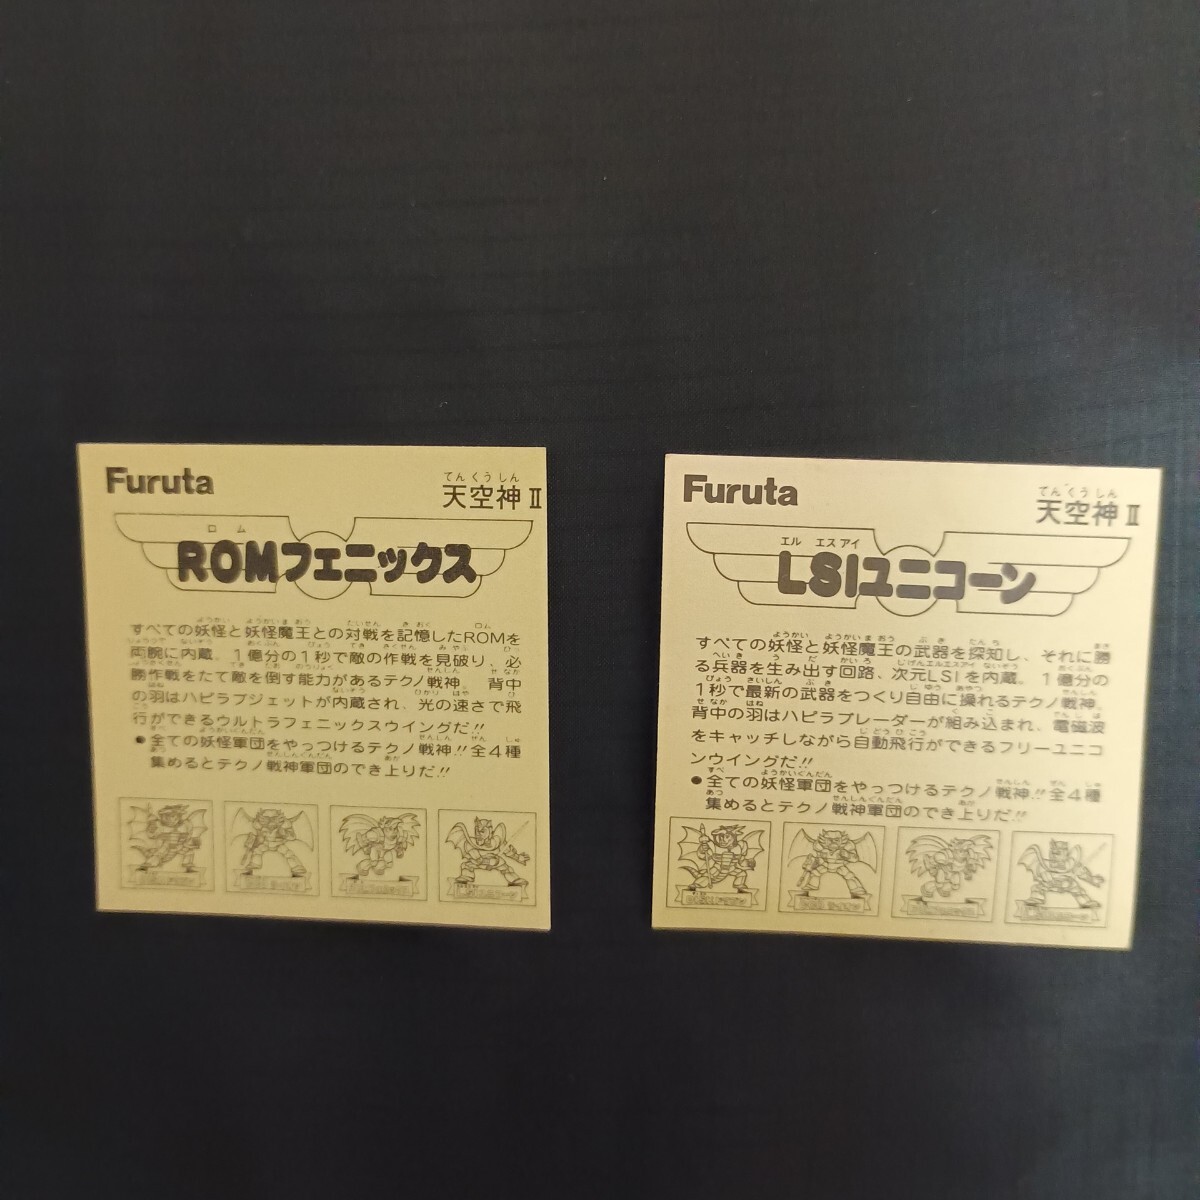 Furuta
てんくうしん
天空神 II
ロム
ROMフェニックス
すべての妖怪と妖怪魔王との対戦を記憶したROMを
両腕に内蔵。1億分の1秒で敵の作戦を見破り、必
勝作戦をたて敵を倒す能力があるテクノ戦神。背中
の羽はハピラブジェットが内蔵され、光の速さで飛
行ができるウルトラフェニックスウイングだ!!
●全ての妖怪軍団をやっつけるテクノ戦神!!全4種
集めるとテクノ戦神軍団のでき上りだ!!
Furuta
てんくうしん
天空神 II
エル エスアイ
LSIユニコーン
すべての妖怪と妖怪魔王の武器を探知し、それに勝
る兵器を生み出す回路、次元LSIを内蔵。1億分の
1秒で最新の武器をつくり自由に操れるテクノ戦神。
背中の羽はハピラブレーダーが組み込まれ、電磁波
をキャッチしながら自動飛行ができるフリーユニコ
ンウイングだ!!
●全ての妖怪軍団をやっつけるテクノ戦神!!全4種
集めるとテクノ戦神軍団のでき上りだ!!